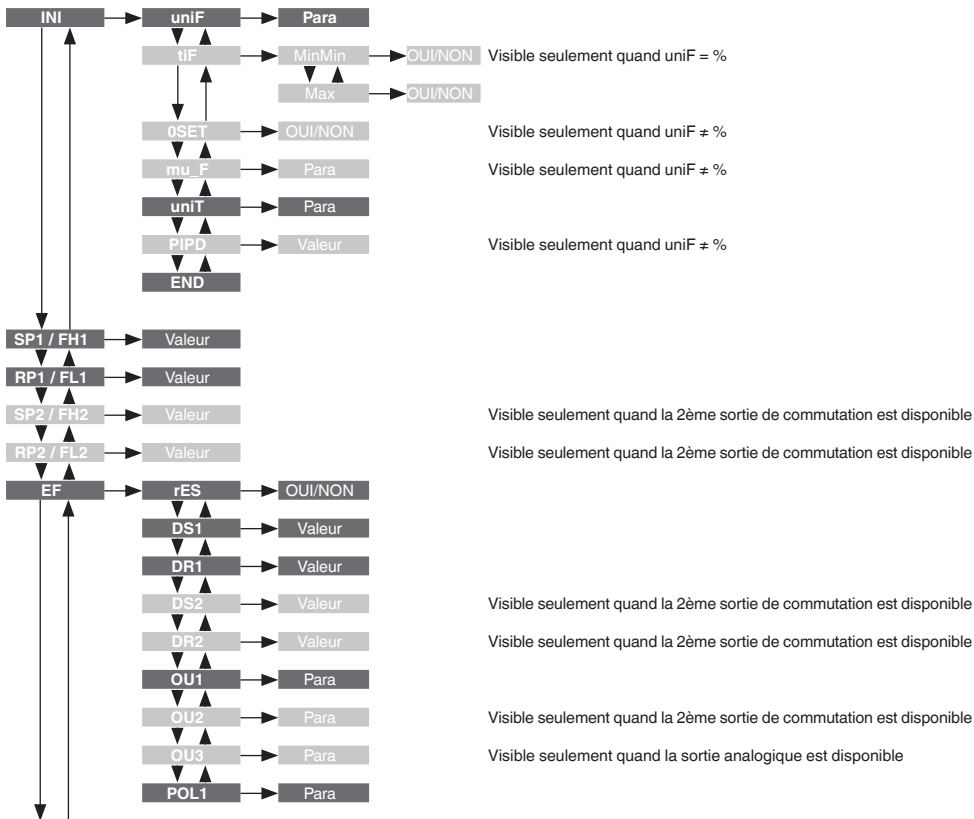 INI uniF Para
tiF MinMin OUI/NON Visible seulement quand uniF = %
Max OUI/NON
0SET OUI/NON Visible seulement quand uniF ≠ %
mu_F Para Visible seulement quand uniF ≠ %
uniT Para
PIPD Valeur Visible seulement quand uniF ≠ %
END
SP1 / FH1 Valeur
RP1 / FL1 Valeur
SP2 / FH2 Valeur Visible seulement quand la 2ème sortie de commutation est disponible
RP2 / FL2 Valeur Visible seulement quand la 2ème sortie de commutation est disponible
EF rES OUI/NON
DS1 Valeur
DR1 Valeur
DS2 Valeur Visible seulement quand la 2ème sortie de commutation est disponible
DR2 Valeur Visible seulement quand la 2ème sortie de commutation est disponible
OU1 Para
OU2 Para Visible seulement quand la 2ème sortie de commutation est disponible
OU3 Para Visible seulement quand la sortie analogique est disponible
POL1 Para